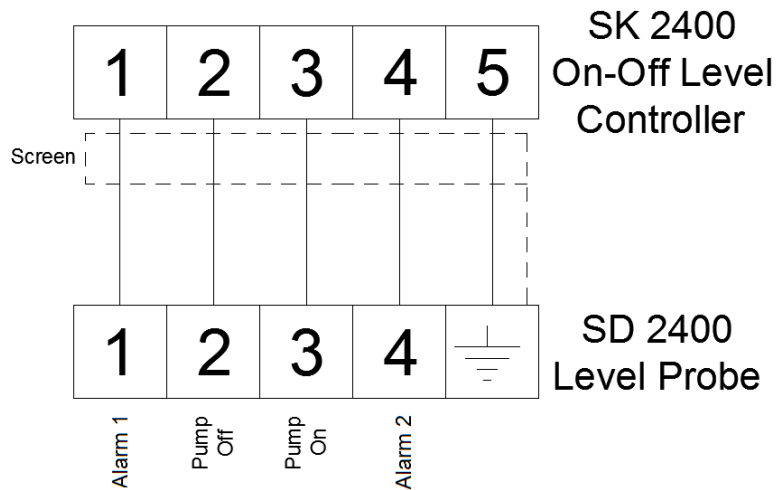 1 2 3 4 5
SK 2400
On-Off Level
Controller
Screen
1 2 3 4
SD 2400
Level Probe
Alarm 1
Pump
Off
Pump
On
Alarm 2